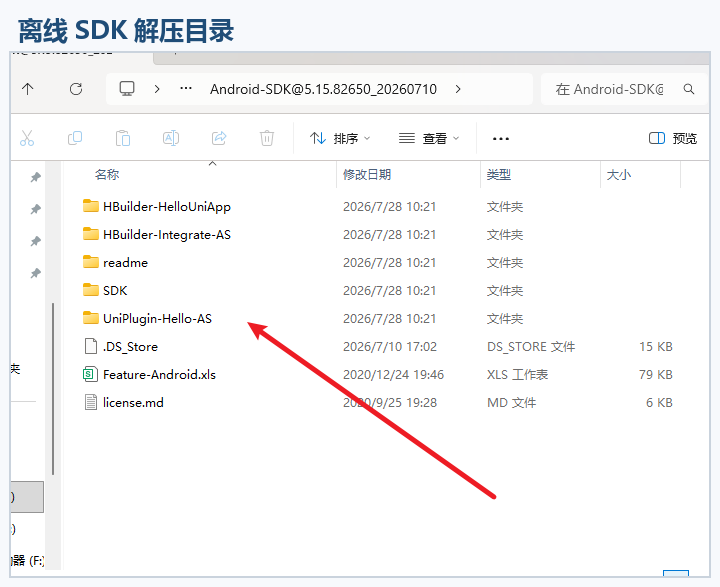 离线 SDK 解压目录
Android-SDK@5.15.82650_20260710
在 Android-SDK@
排序
查看
预览
名称 修改日期 类型 大小
HBuilder-HelloUniApp 2026/7/28 10:21 文件夹
HBuilder-Integrate-AS 2026/7/28 10:21 文件夹
readme 2026/7/28 10:21 文件夹
SDK 2026/7/28 10:21 文件夹
UniPlugin-Hello-AS 2026/7/28 10:21 文件夹
.DS_Store 2026/7/10 17:02 DS_STORE 文件 15 KB
Feature-Android.xls 2020/12/24 19:46 XLS 工作表 79 KB
license.md 2020/9/25 19:28 MD 文件 6 KB
夹
(F:)